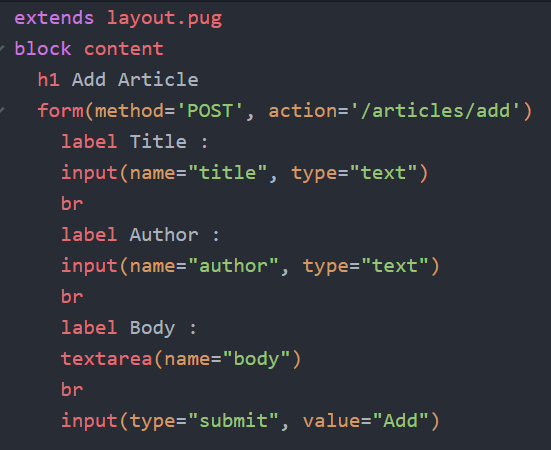 extends layout.pug
block content
  h1 Add Article
  form(method='POST', action='/articles/add')
    label Title :
    input(name="title", type="text")
    br
    label Author :
    input(name="author", type="text")
    br
    label Body :
    textarea(name="body")
    br
    input(type="submit", value="Add")